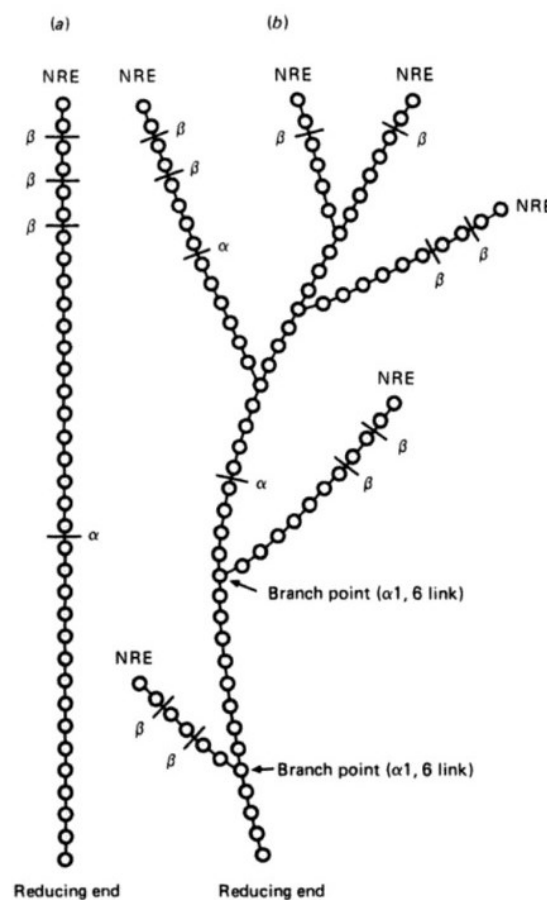 (a)
(b)
NRE
NRE
NRE
NRE
β
β
β
β
β
β
β
NRE
α
β
β
NRE
β
β
α
α
Branch point (α1, 6 link)
NRE
β
β
Branch point (α1, 6 link)
Reducing end
Reducing end